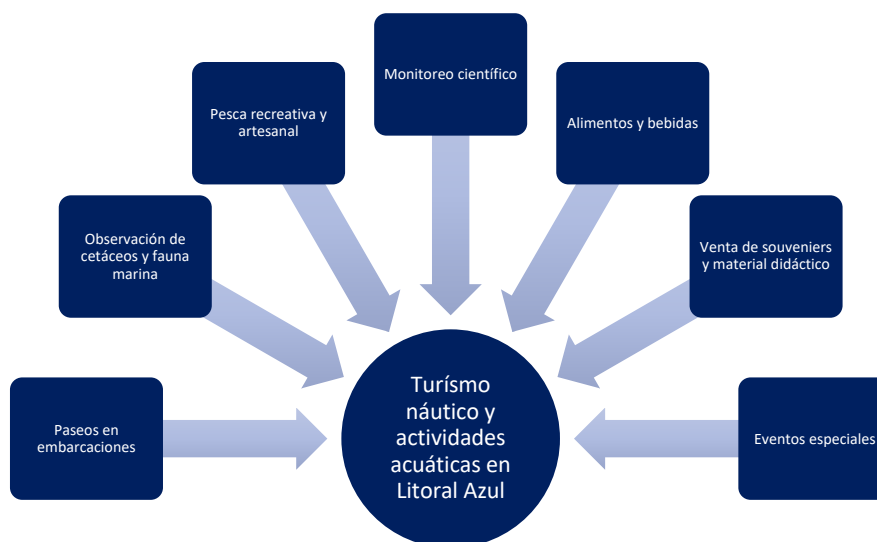 Monitoreo científico
Pesca recreativa y
artesanal
Alimentos y bebidas
Observación de
cetáceos y fauna
marina
Venta de souveniers
y material didáctico
Paseos en
embarcaciones
Turísmo
náutico y
actividades
acuáticas en
Litoral Azul
Eventos especiales